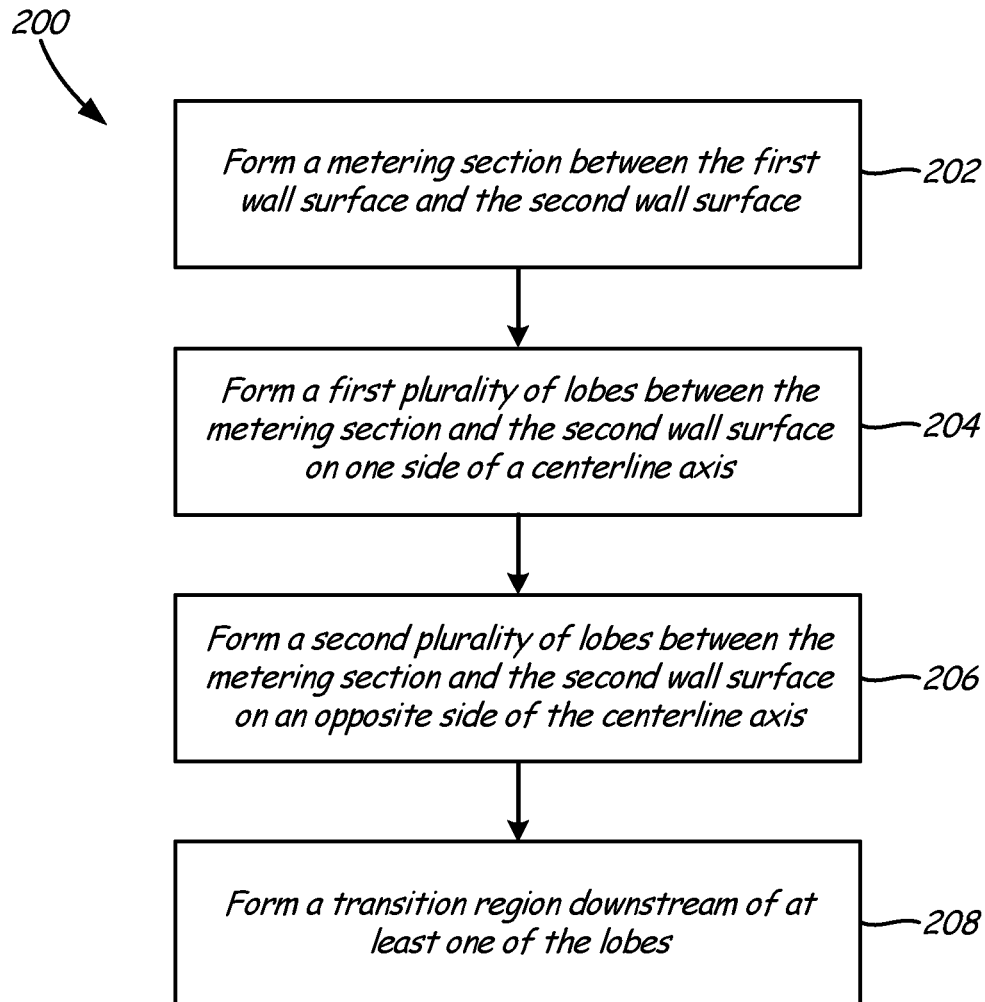 200
Form a metering section between the first
wall surface and the second wall surface
202
Form a first plurality of lobes between the
metering section and the second wall surface
on one side of a centerline axis
204
Form a second plurality of lobes between the
metering section and the second wall surface
on an opposite side of the centerline axis
206
Form a transition region downstream of at
least one of the lobes
208